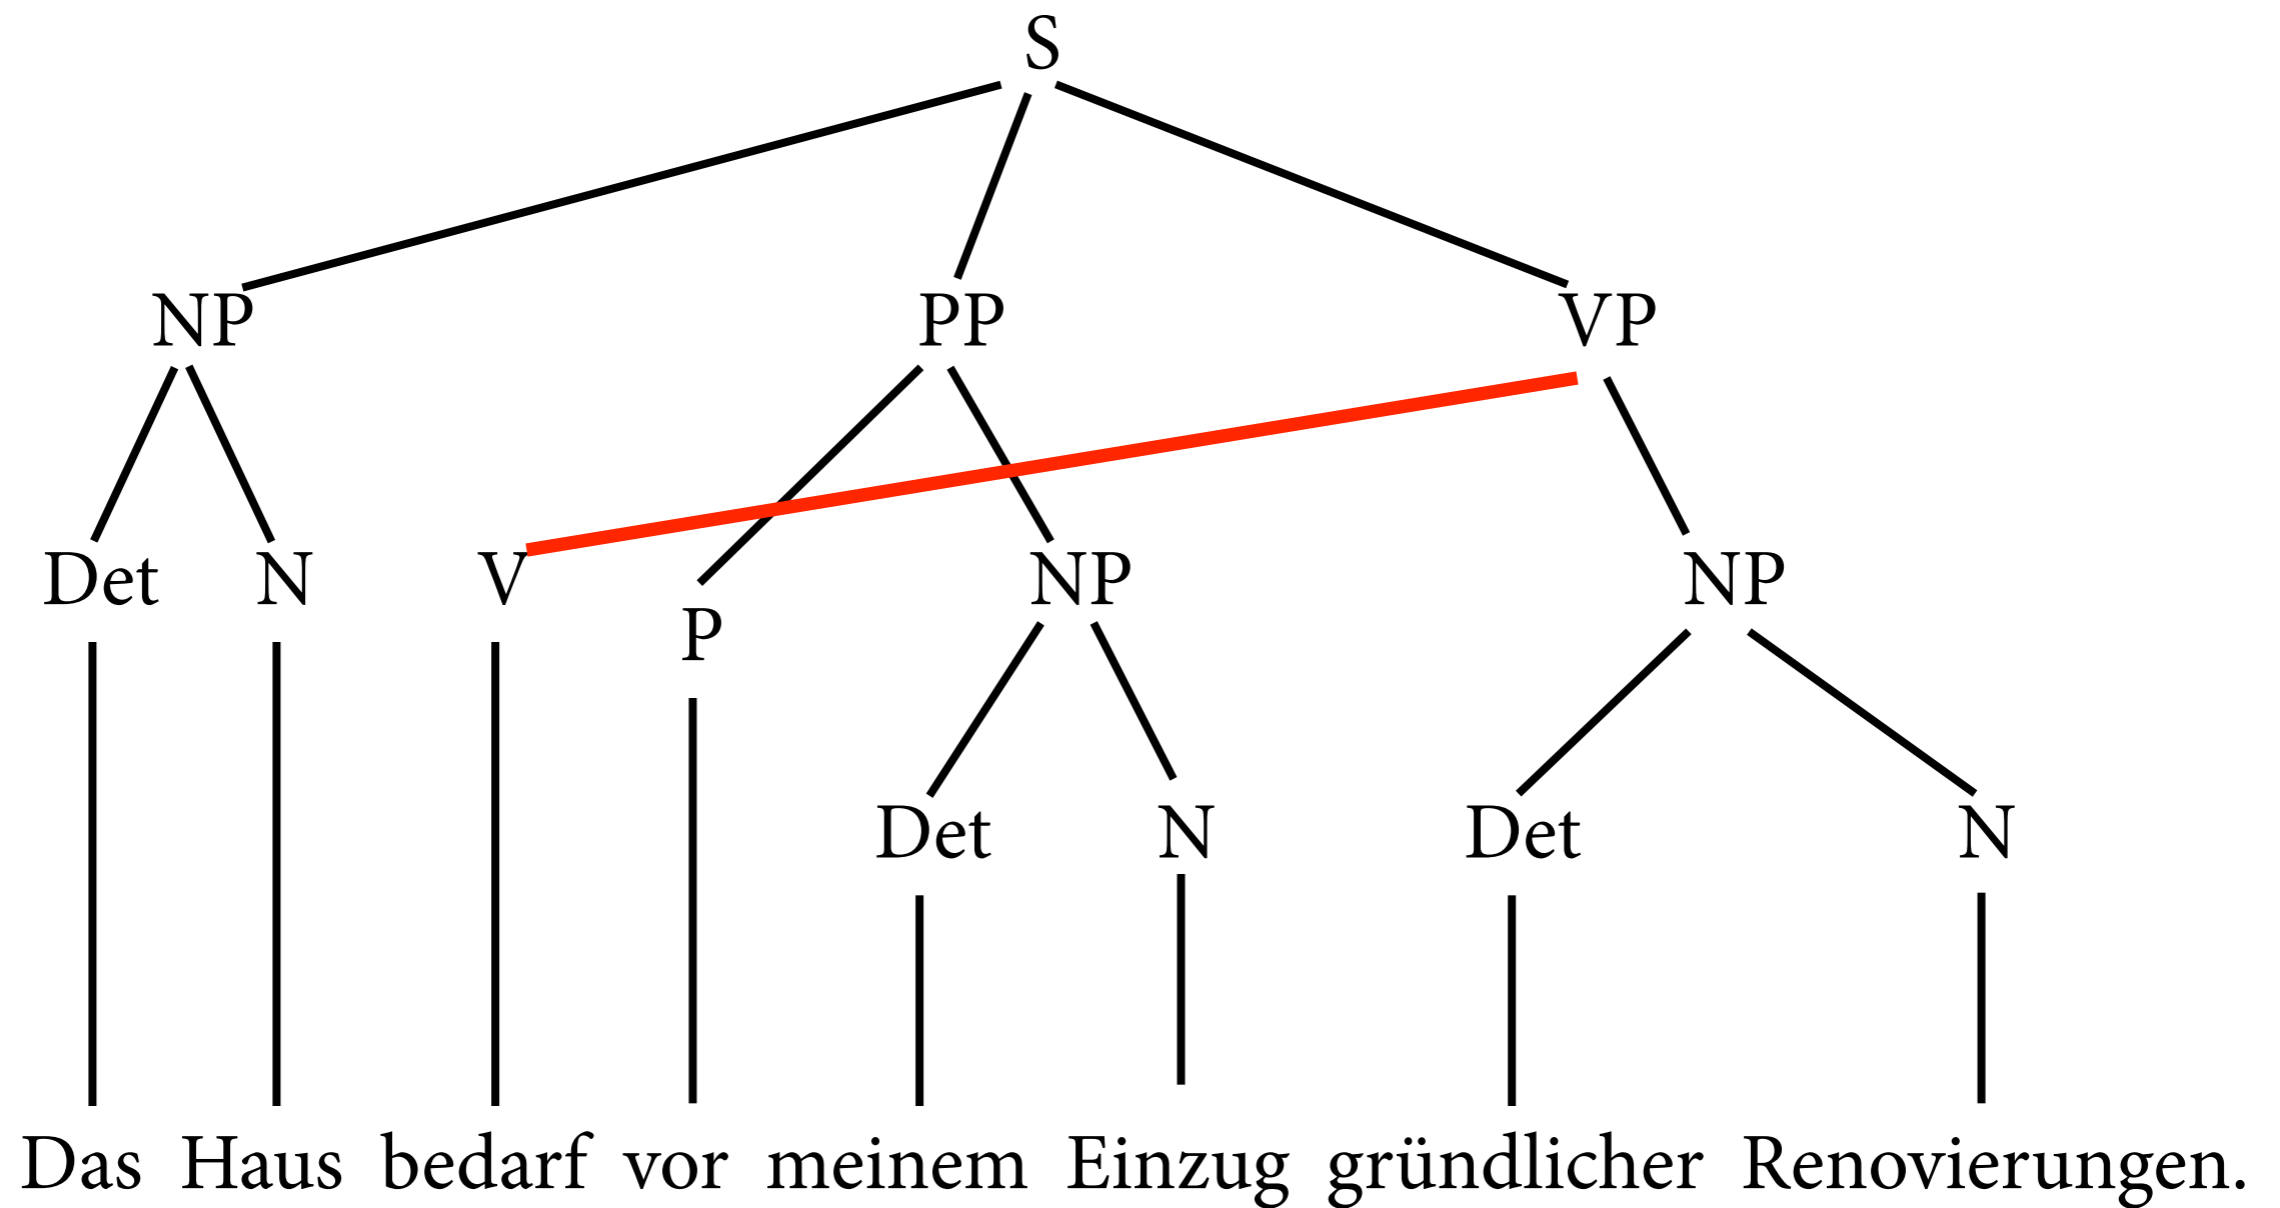 S
NP PP VP
Det N V P NP NP
Det N Det N
Das Haus bedarf vor meinem Einzug gründlicher Renovierungen.